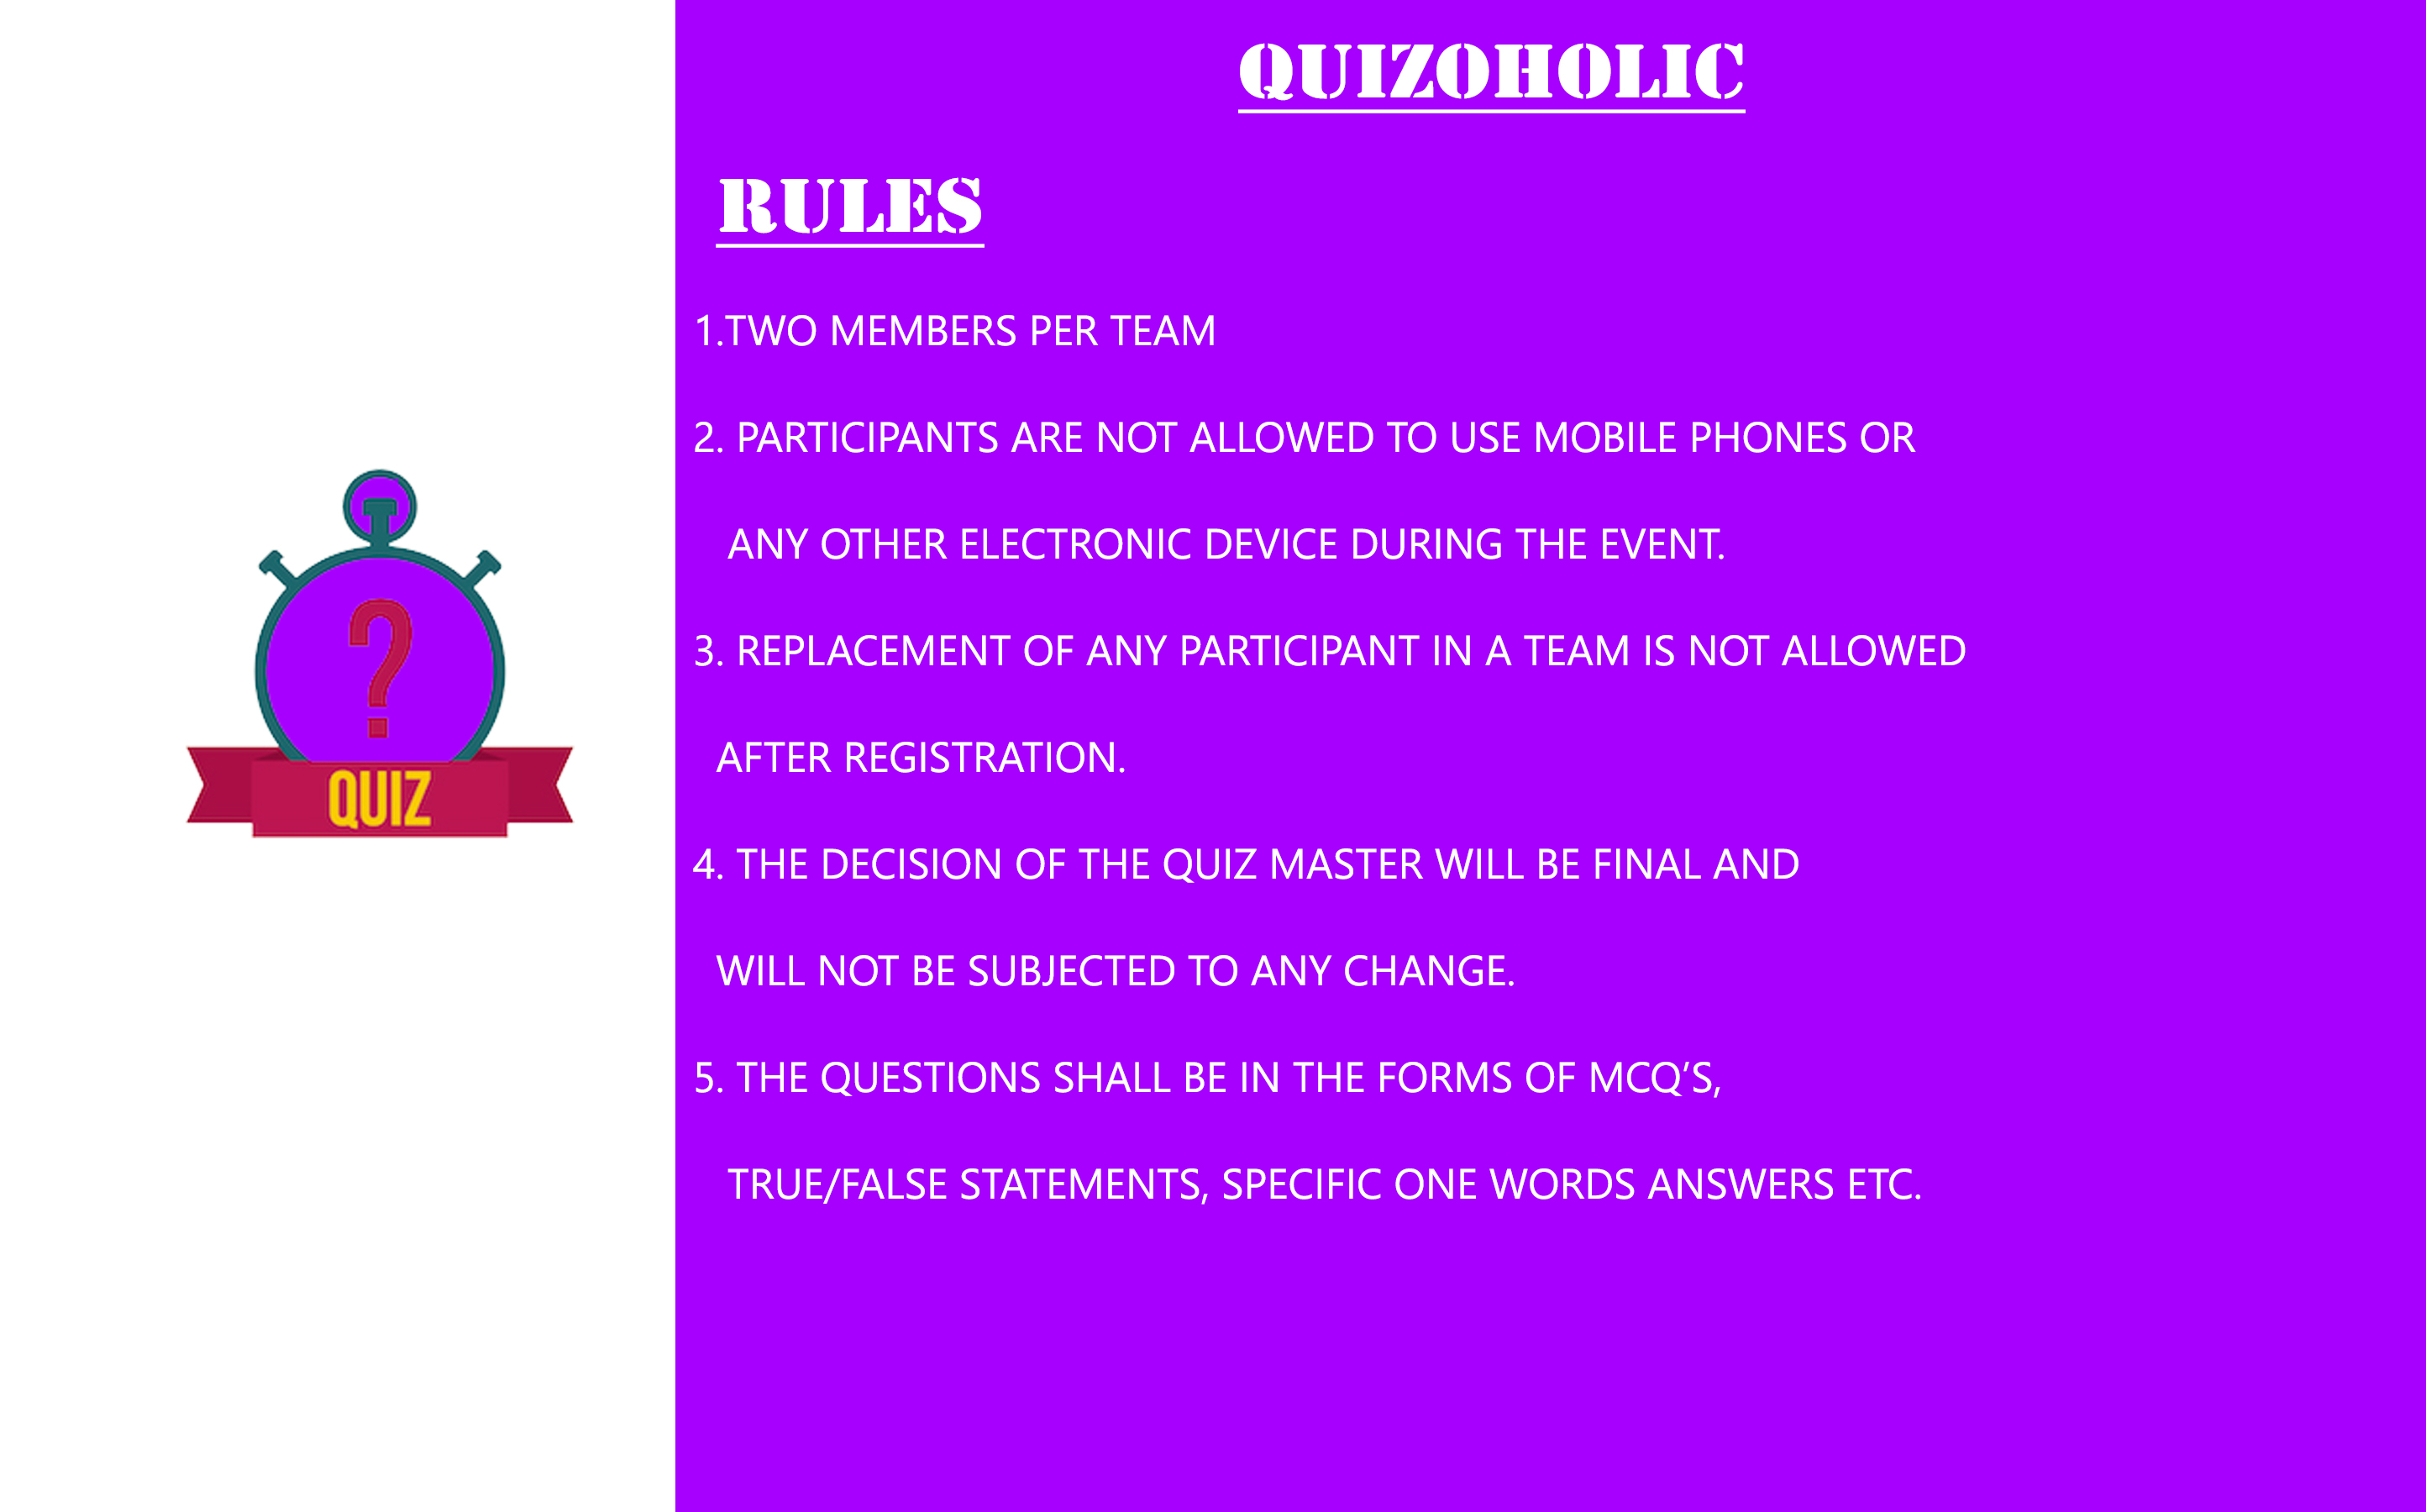 QUIZOHOLIC
RULES
1.TWO MEMBERS PER TEAM
2. PARTICIPANTS ARE NOT ALLOWED TO USE MOBILE PHONES OR
ANY OTHER ELECTRONIC DEVICE DURING THE EVENT.
3. REPLACEMENT OF ANY PARTICIPANT IN A TEAM IS NOT ALLOWED
AFTER REGISTRATION.
4. THE DECISION OF THE QUIZ MASTER WILL BE FINAL AND
WILL NOT BE SUBJECTED TO ANY CHANGE.
5. THE QUESTIONS SHALL BE IN THE FORMS OF MCQ’S,
TRUE/FALSE STATEMENTS, SPECIFIC ONE WORDS ANSWERS ETC.
?
QUIZ